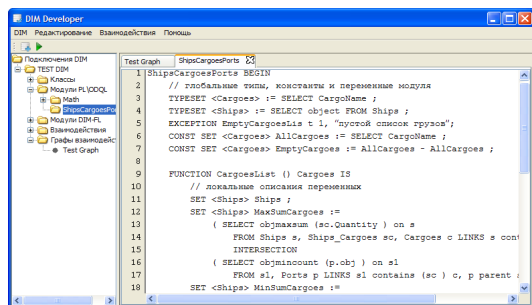 DIM Developer
DIM Редактирование Взаимодействия Помощь
Подключения DIM
TEST DIM
Классы
Модули PL\ODQL
Math
ShipsCargoesPor
Модули DIM-FL
Взаимодействия
Графы взаимодейс
Test Graph
Test Graph ShipsCargoesPorts
1 ShipsCargoesPorts BEGIN
2 // глобальные типы, константы и переменные модуля
3 TYPESET <Cargoes> := SELECT CargoName ;
4 TYPESET <Ships> := SELECT object FROM Ships ;
5 EXCEPTION EmptyCargoesLis t 1, "пустой список грузов";
6 CONST SET <Cargoes> AllCargoes := SELECT CargoName ;
7 CONST SET <Cargoes> EmptyCargoes := AllCargoes - AllCargoes ;
8
9 FUNCTION CargoesList () Cargoes IS
10 // локальные описания переменных
11 SET <Ships> Ships ;
12 SET <Ships> MaxSumCargoes :=
13 ( SELECT objmaxsum (sc.Quantity ) on s
14 FROM Ships s, Ships_Cargoes sc, Cargoes c LINKS s cont
15 INTERSECTION
16 ( SELECT objmincount (p.obj ) on sl
17 FROM sl, Ports p LINKS sl contains (sc ) c, p parent s
18 SET <Ships> MinSumCargoes :=